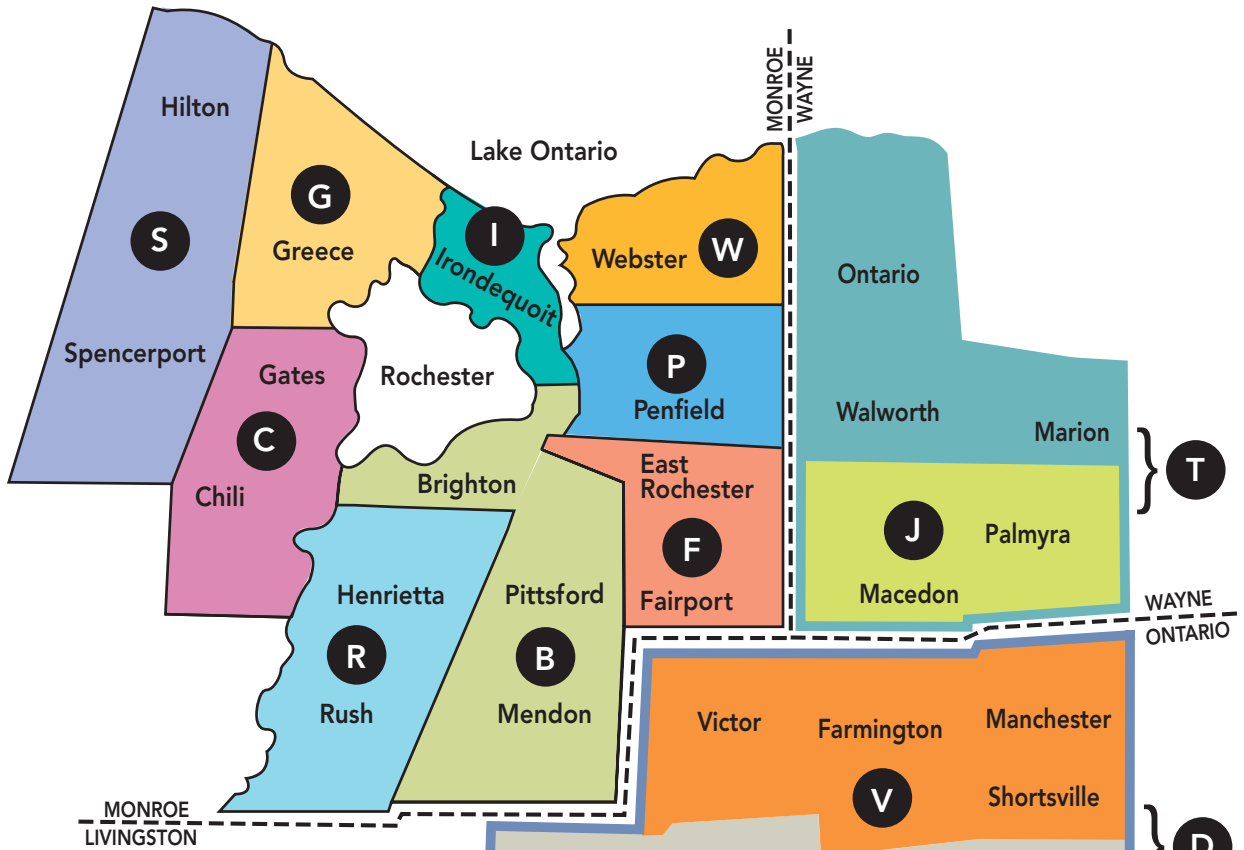 Hilton
S
Spencerport
G
Greece
Lake Ontario
I
Irondequoit
MONROE
WAYNE
Webster
W
Ontario
Gates
Rochester
C
Chili
P
Penfield
Walworth
Marion
T
Brighton
East
Rochester
F
Fairport
J
Palmyra
Macedon
Henrietta
R
Rush
Pittsford
B
Mendon
WAYNE
ONTARIO
Victor
Farmington
Manchester
V
Shortsville
MONROE
LIVINGSTON